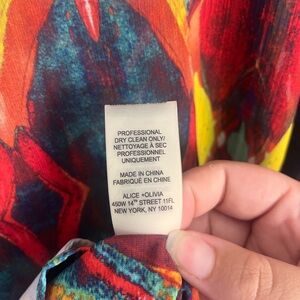 PROFESSIONAL
DRY CLEAN ONLY/
NETTOYAGE À SEC
PROFESSIONNEL
UNIQUEMENT
MADE IN CHINA
FABRIQUÉ EN CHINE
ALICE +OLIVIA
450W 14TH STREET 11FL
NEW YORK, NY 10014